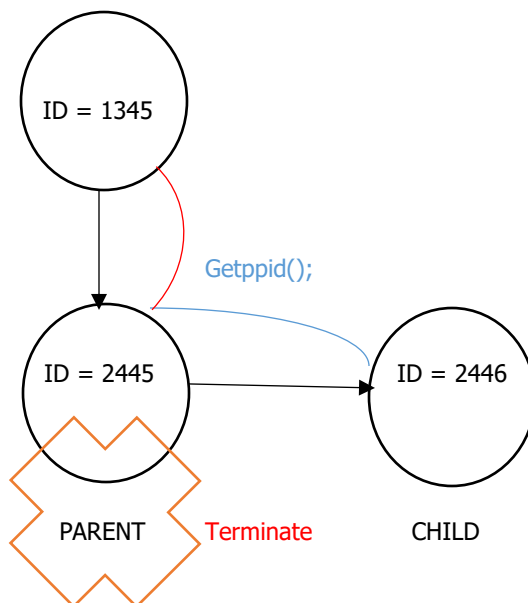 ID = 1345
Getppid();
ID = 2445
ID = 2446
PARENT
Terminate
CHILD